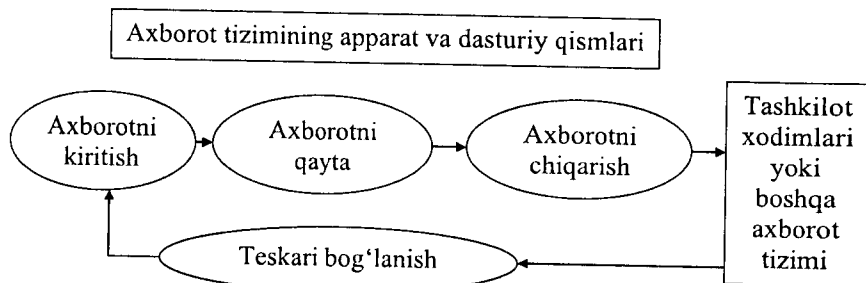 Axborot tizimining apparat va dasturiy qismlari
Axborotni
kiritish
Axborotni
qayta
Axborotni
chiqarish
Tashkilot
xodimlari
yoki
boshqa
axborot
tizimi
Teskari bog‘lanish